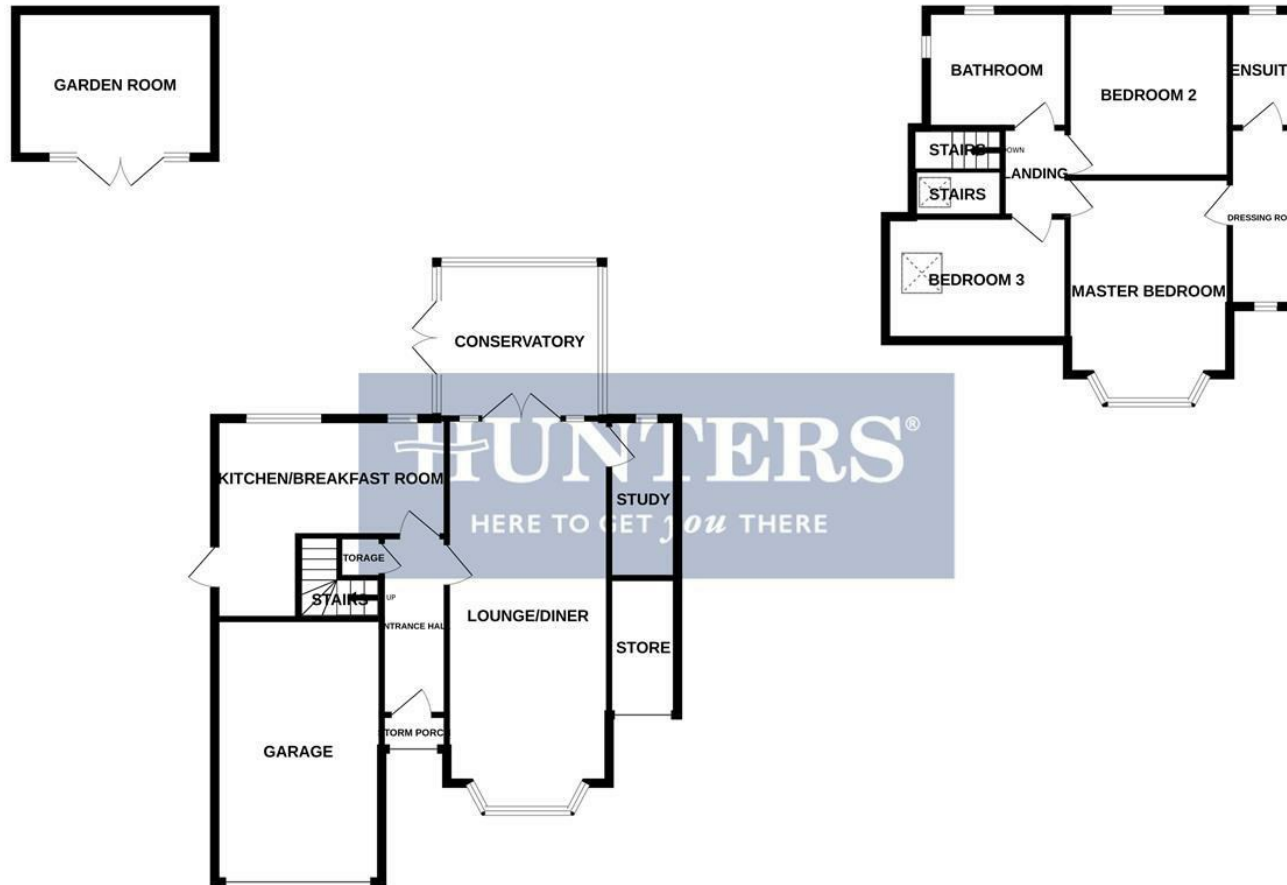 GARDEN ROOM
BATHROOM
BEDROOM 2
ENSUIT
STAIRS
DOWN
LANDING
STAIRS
DRESSING RO
BEDROOM 3
MASTER BEDROOM
CONSERVATORY
HUNTERS®
HERE TO GET you THERE
KITCHEN/BREAKFAST ROOM
STUDY
TORAGE
STAIRS
UP
NTRANCE HAL
LOUNGE/DINER
STORE
TORM PORC
GARAGE